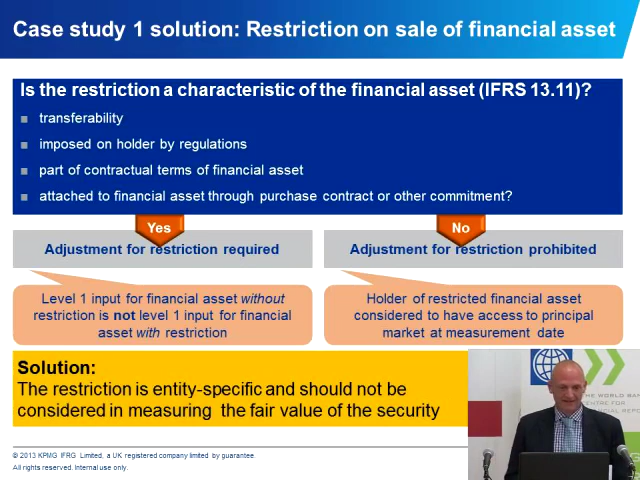 Case study 1 solution: Restriction on sale of financial asset
Is the restriction a characteristic of the financial asset (IFRS 13.11)?
transferability
imposed on holder by regulations
part of contractual terms of financial asset
attached to financial asset through purchase contract or other commitment?
Yes
No
Adjustment for restriction required
Adjustment for restriction prohibited
Level 1 input for financial asset without
restriction is not level 1 input for financial
asset with restriction
Holder of restricted financial asset
considered to have access to principal
market at measurement date
Solution:
The restriction is entity-specific and should not be
considered in measuring the fair value of the security
THE WORLD BAN
CENTRE FOR
© 2013 KPMG IFRG Limited, a UK registered company limited by guarantee.
All rights reserved. Internal use only.